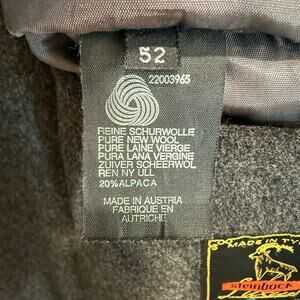 52
22003965
REINE SCHURWOLLE
PURE NEW WOOL
PURE LAINE VIERGE
PURA LANA VERGINE
ZUIVER SCHEERWOL
REN NY ULL
20% ALPACA
MADE IN AUSTRIA
FABRIQUE EN
AUTRICHE
MADE IN TY
steinbock